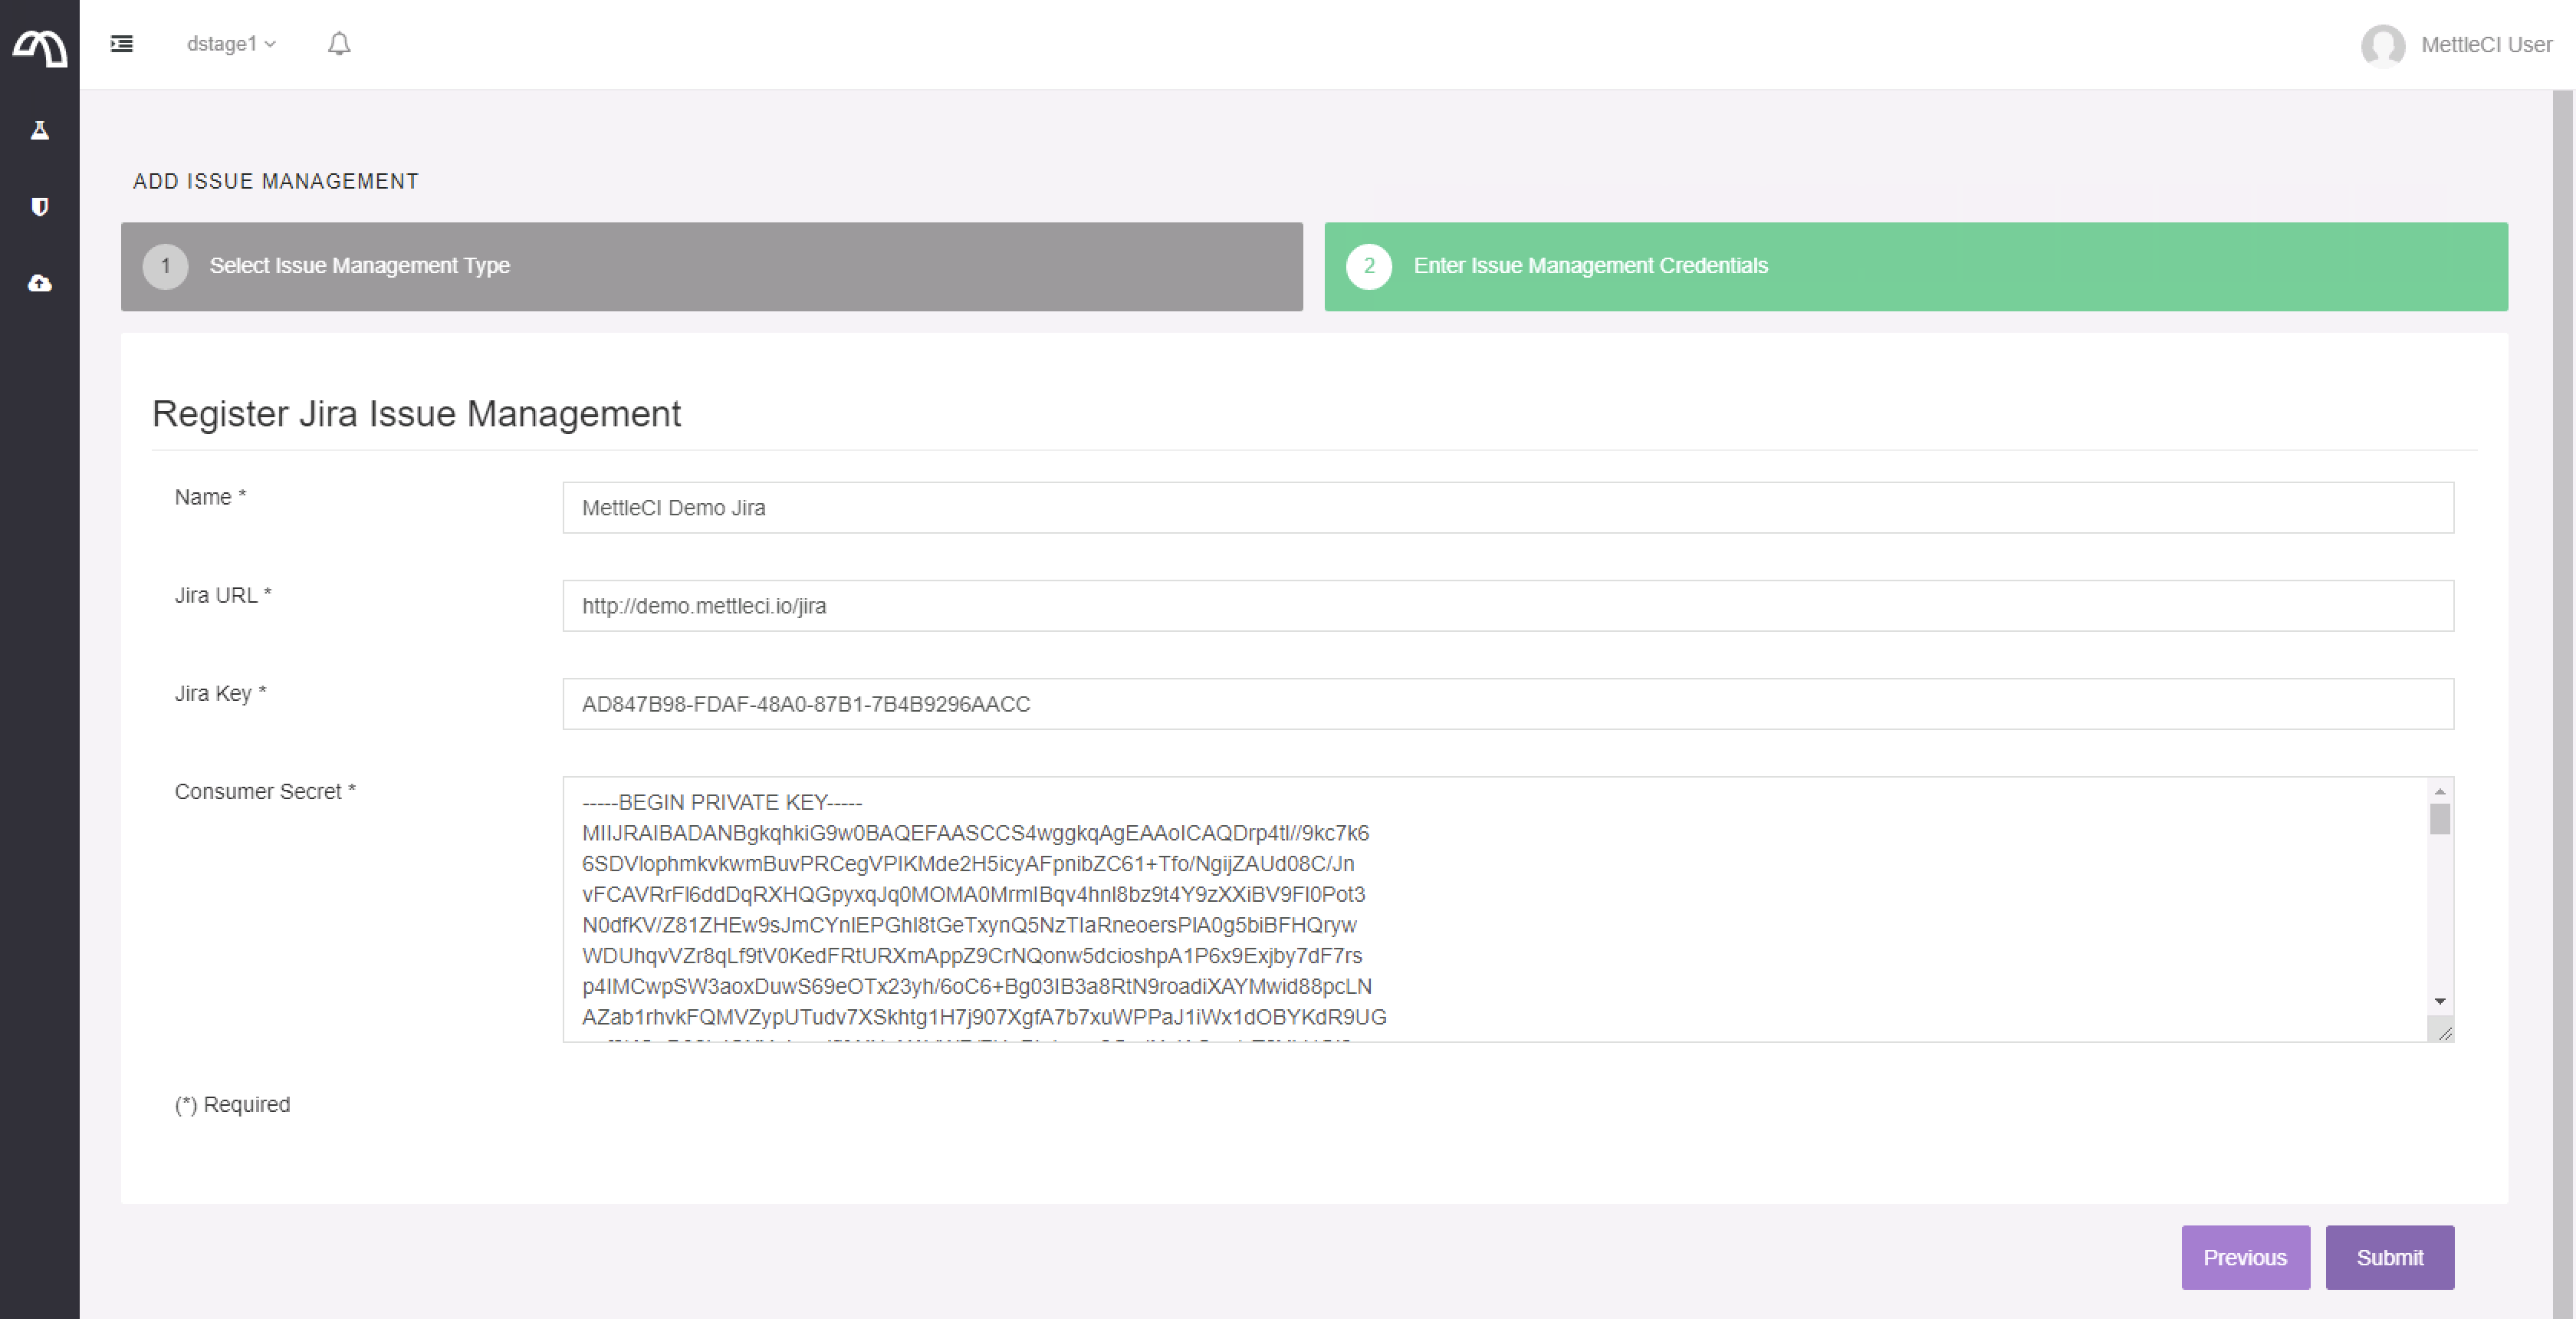 dstage1
MettleCI User
ADD ISSUE MANAGEMENT
1 Select Issue Management Type
2 Enter Issue Management Credentials
Register Jira Issue Management
Name *
MettleCI Demo Jira
Jira URL *
http://demo.mettleci.io/jira
Jira Key *
AD847B98-FDAF-48A0-87B1-7B4B9296AACC
Consumer Secret *
-----BEGIN PRIVATE KEY-----
MIIJRAIBADANBgkqhkiG9w0BAQEFAASCCS4wggkqAgEAAoICAQDrp4tl//9kc7k6
6SDVlophmkvkwmBuvPRCegVPIKMde2H5icyAFpnibZC61+Tfo/NgijZAUd08C/Jn
vFCAVRrFl6ddDqRXHQGpyxqJq0MOMA0MrmIBqv4hnl8bz9t4Y9zXXiBV9Fl0Pot3
N0dfKV/Z81ZHEw9sJmCYnlEPGhl8tGeTxynQ5NzTlaRneoersPlA0g5biBFHQryw
WDUhqvVZr8qLf9tV0KedFRtURXmAppZ9CrNQonw5dcioshpA1P6x9Exjby7dF7rs
p4IMCwpSW3aoxDuwS69eOTx23yh/6oC6+Bg03IB3a8RtN9roadiXAYMwid88pcLN
AZab1rhvkFQMVZypUTudv7XSkhtg1H7j907XgfA7b7xuWPPaJ1iWx1dOBYKdR9UG
(*) Required
Previous
Submit